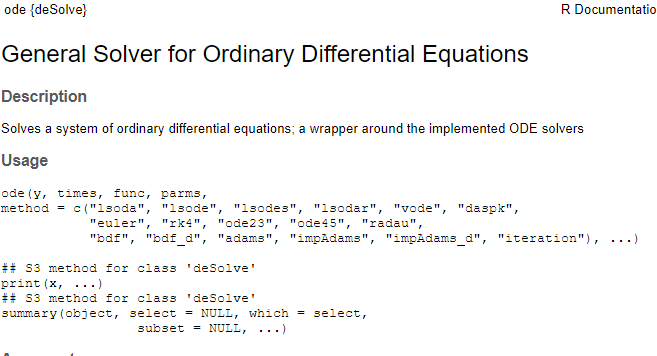 ode {deSolve}
R Documentatio
General Solver for Ordinary Differential Equations
Description
Solves a system of ordinary differential equations; a wrapper around the implemented ODE solvers
Usage
ode(y, times, func, parms,
method = c("lsoda", "lsode", "lsodes", "lsodar", "vode", "daspk",
"euler", "rk4", "ode23", "ode45", "radau",
"bdf", "bdf_d", "adams", "impAdams", "impAdams_d", "iteration"), ...)
## S3 method for class 'deSolve'
print(x, ...)
## S3 method for class 'deSolve'
summary(object, select = NULL, which = select,
subset = NULL, ...)